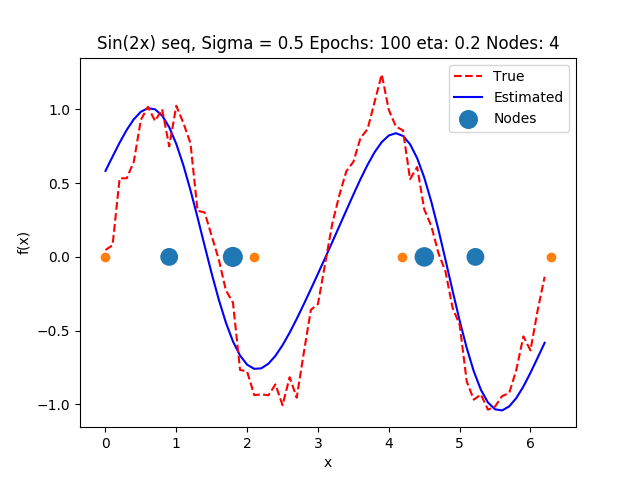 Sin(2x) seq, Sigma = 0.5 Epochs: 100 eta: 0.2 Nodes: 4
True
Estimated
Nodes
f(x)
1.0
0.5
0.0
−0.5
−1.0
0 1 2 3 4 5 6
x